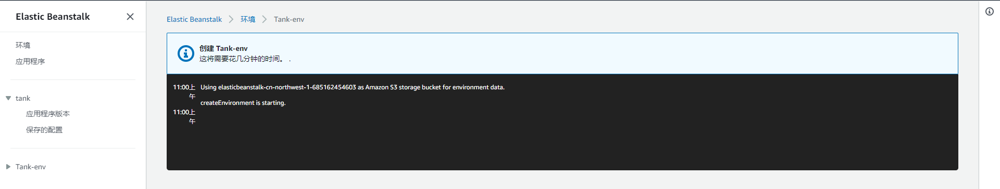 Elastic Beanstalk
环境
应用程序
tank
应用程序版本
保存的配置
Tank-env
Elastic Beanstalk 环境 Tank-env
创建 Tank-env
这将需要花几分钟的时间。 .
11:00上午 Using elasticbeanstalk-cn-northwest-1-685162454603 as Amazon S3 storage bucket for environment data.
11:00上午 createEnvironment is starting.